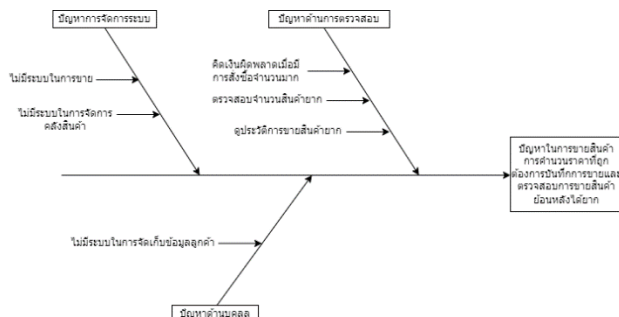 ปัญหาการจัดการระบบ
ปัญหาด้านการตรวจสอบ
ไม่มีระบบในการขาย
ไม่มีระบบในการจัดการ
คลังสินค้า
คิดเงินผิดพลาดเมื่อมี
การสั่งซื้อจำนวนมาก
ตรวจสอบจำนวนสินค้ายาก
ดูประวัติการขายสินค้ายาก
ปัญหาในการขายสินค้า
การคำนวนราคาที่ถูก
ต้องการบันทึกการขายและ
ตรวจสอบการขายสินค้า
ย้อนหลังได้ยาก
ไม่มีระบบในการจัดเก็บข้อมูลลูกค้า
ปัญหาด้านบุคลล